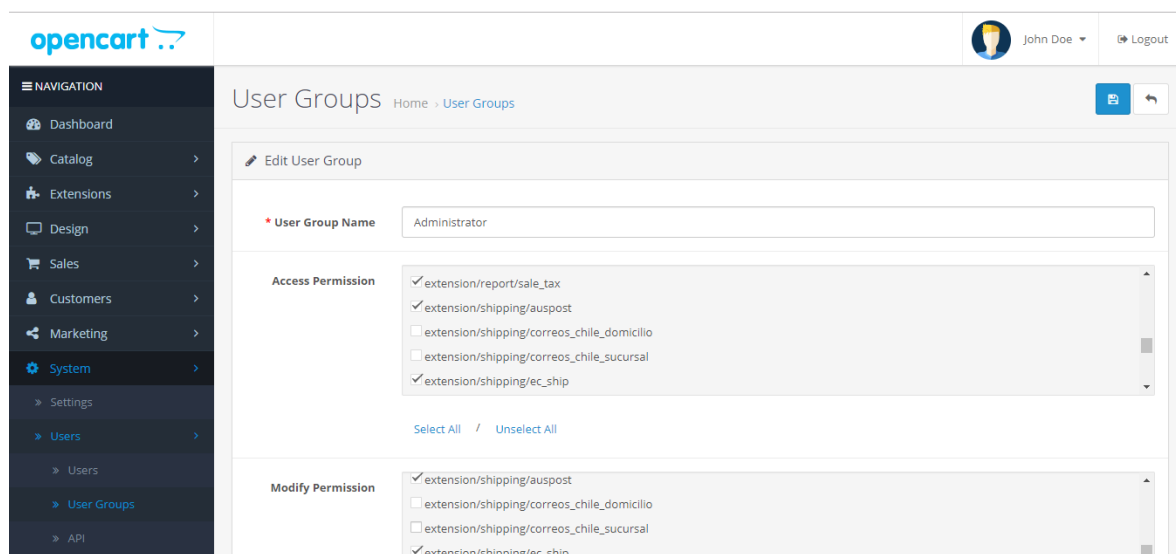 opencart
John Doe
Logout
NAVIGATION
User Groups
Home › User Groups
Dashboard
Catalog
Edit User Group
Extensions
* User Group Name
Administrator
Design
Sales
Access Permission
extension/report/sale_tax
extension/shipping/auspost
Customers
extension/shipping/correos_chile_domicilio
Marketing
extension/shipping/correos_chile_sucursal
System
extension/shipping/ec_ship
» Settings
Select All / Unselect All
» Users
» Users
Modify Permission
extension/shipping/auspost
» User Groups
extension/shipping/correos_chile_domicilio
extension/shipping/correos_chile_sucursal
» API
extension/shipping/ec_ship